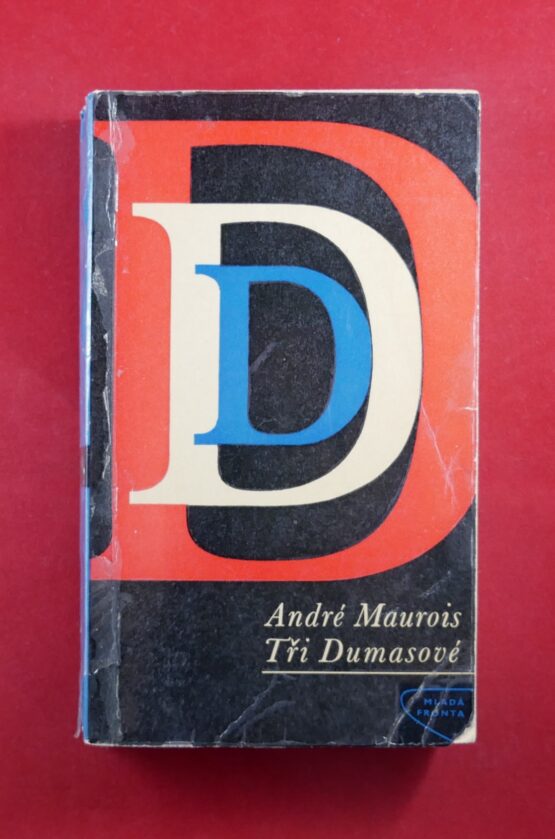 D
D
D
André Maurois
Tři Dumasové
MLADÁ
FRONTA